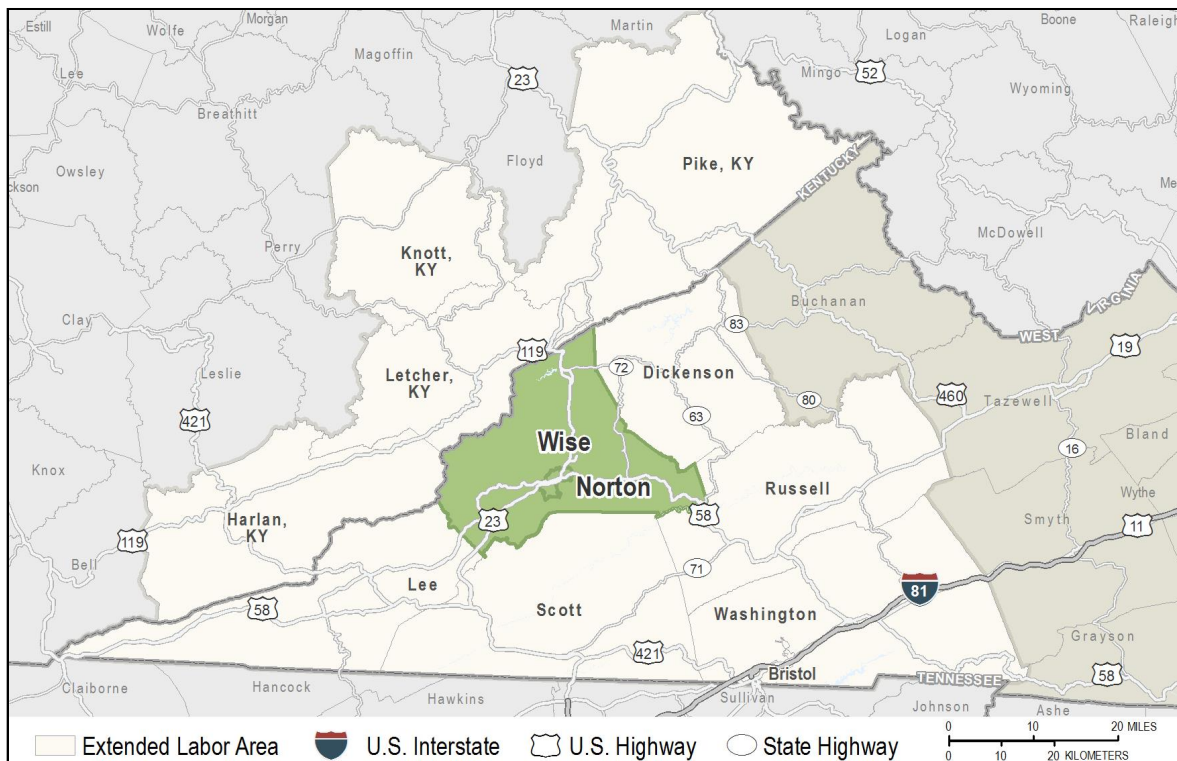 Estill
Wolfe
Morgan
Magoffin
Martin
Logan
Boone
Raleigh
Lee
23
Mingo
52
Wyoming
Breathitt
Owsley
ckson
Floyd
Pike, KY
KENTUCKY
Me
McDowell
Perry
Knott,
KY
Buchanan
WEST VIRGINIA
Clay
83
119
72
Dickenson
19
Leslie
Letcher,
KY
460
Tazewell
421
80
63
Wise
16
Bland
Knox
Norton
Russell
Wythe
Harlan,
KY
23
58
Smyth
11
119
Bell
71
81
Lee
58
Scott
Washington
Grayson
421
Bristol
TENNESSEE
58
Claiborne
Hancock
Hawkins
Sullivan
Johnson
Ashe
Extended Labor Area
U.S. Interstate
U.S. Highway
State Highway
0 10 20 MILES
0 10 20 KILOMETERS